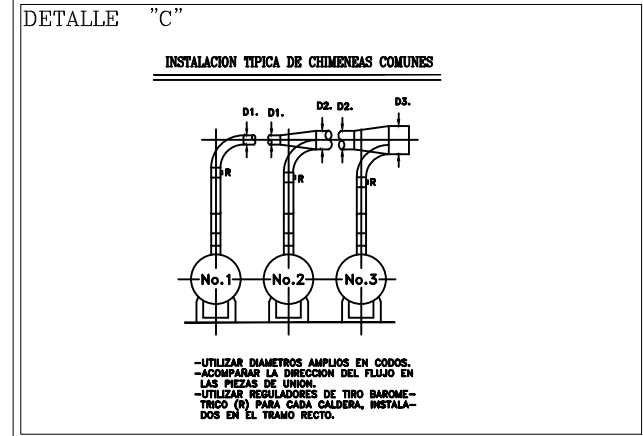 DETALLE "C"
INSTALACION TIPICA DE CHIMENEAS COMUNES
D1. D1. D2. D2. D3.
R R R
No.1 No.2 No.3
-UTILIZAR DIAMETROS AMPLIOS EN CODOS.
-ACOMPAÑAR LA DIRECCION DEL FLUJO EN
LAS PIEZAS DE UNION.
-UTILIZAR REGULADORES DE TIRO BAROME-
TRICO (R) PARA CADA CALDERA, INSTALA-
DOS EN EL TRAMO RECTO.